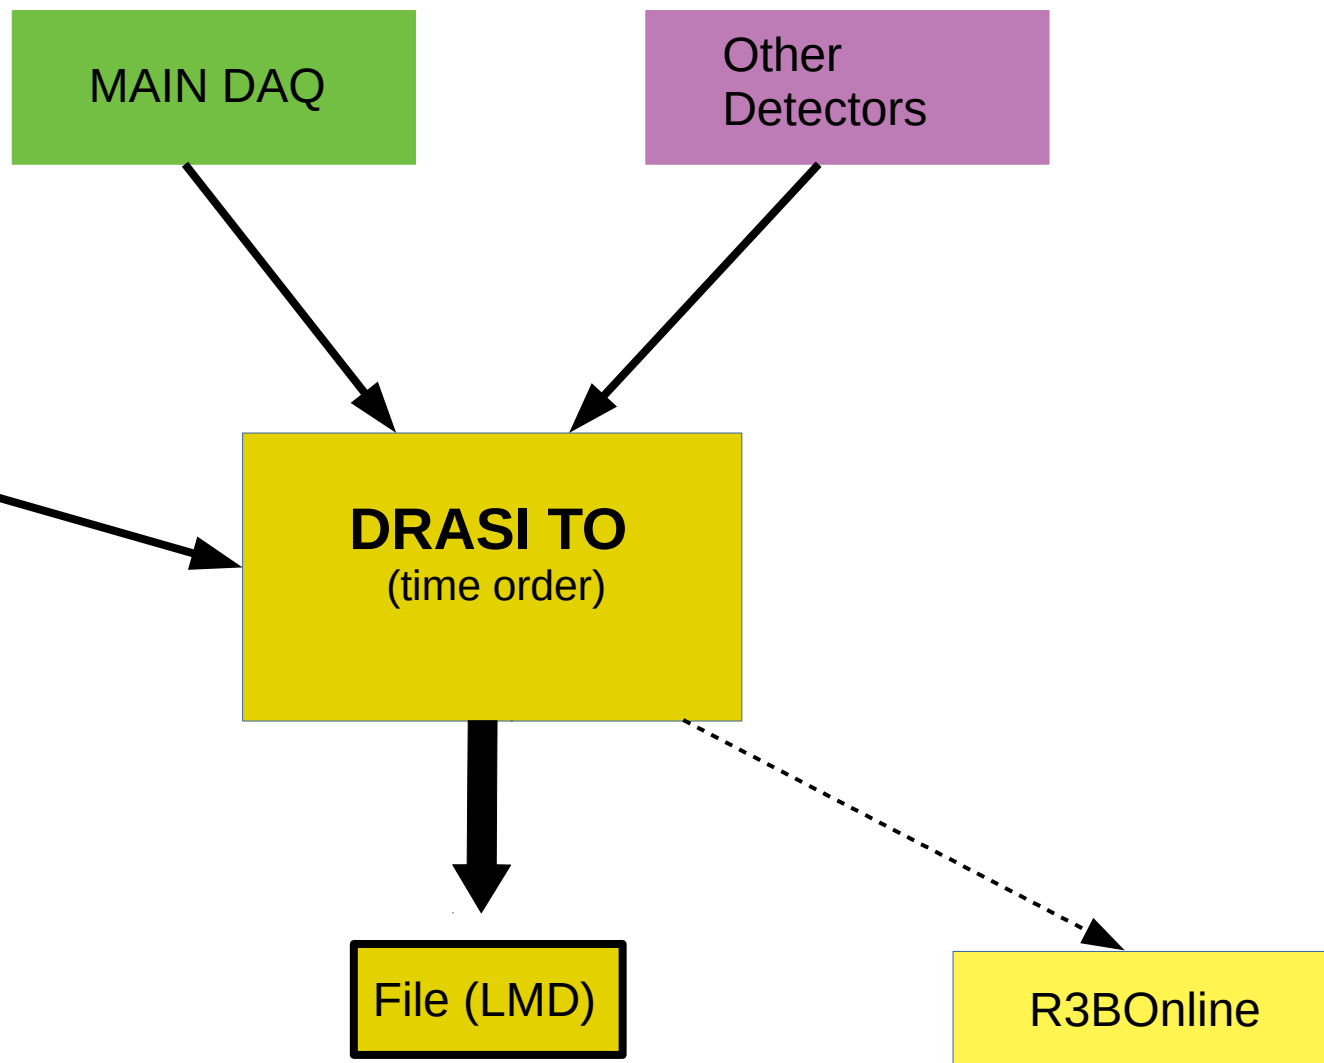 MAIN DAQ
Other
Detectors
DRASI TO
(time order)
File (LMD)
R3BOnline